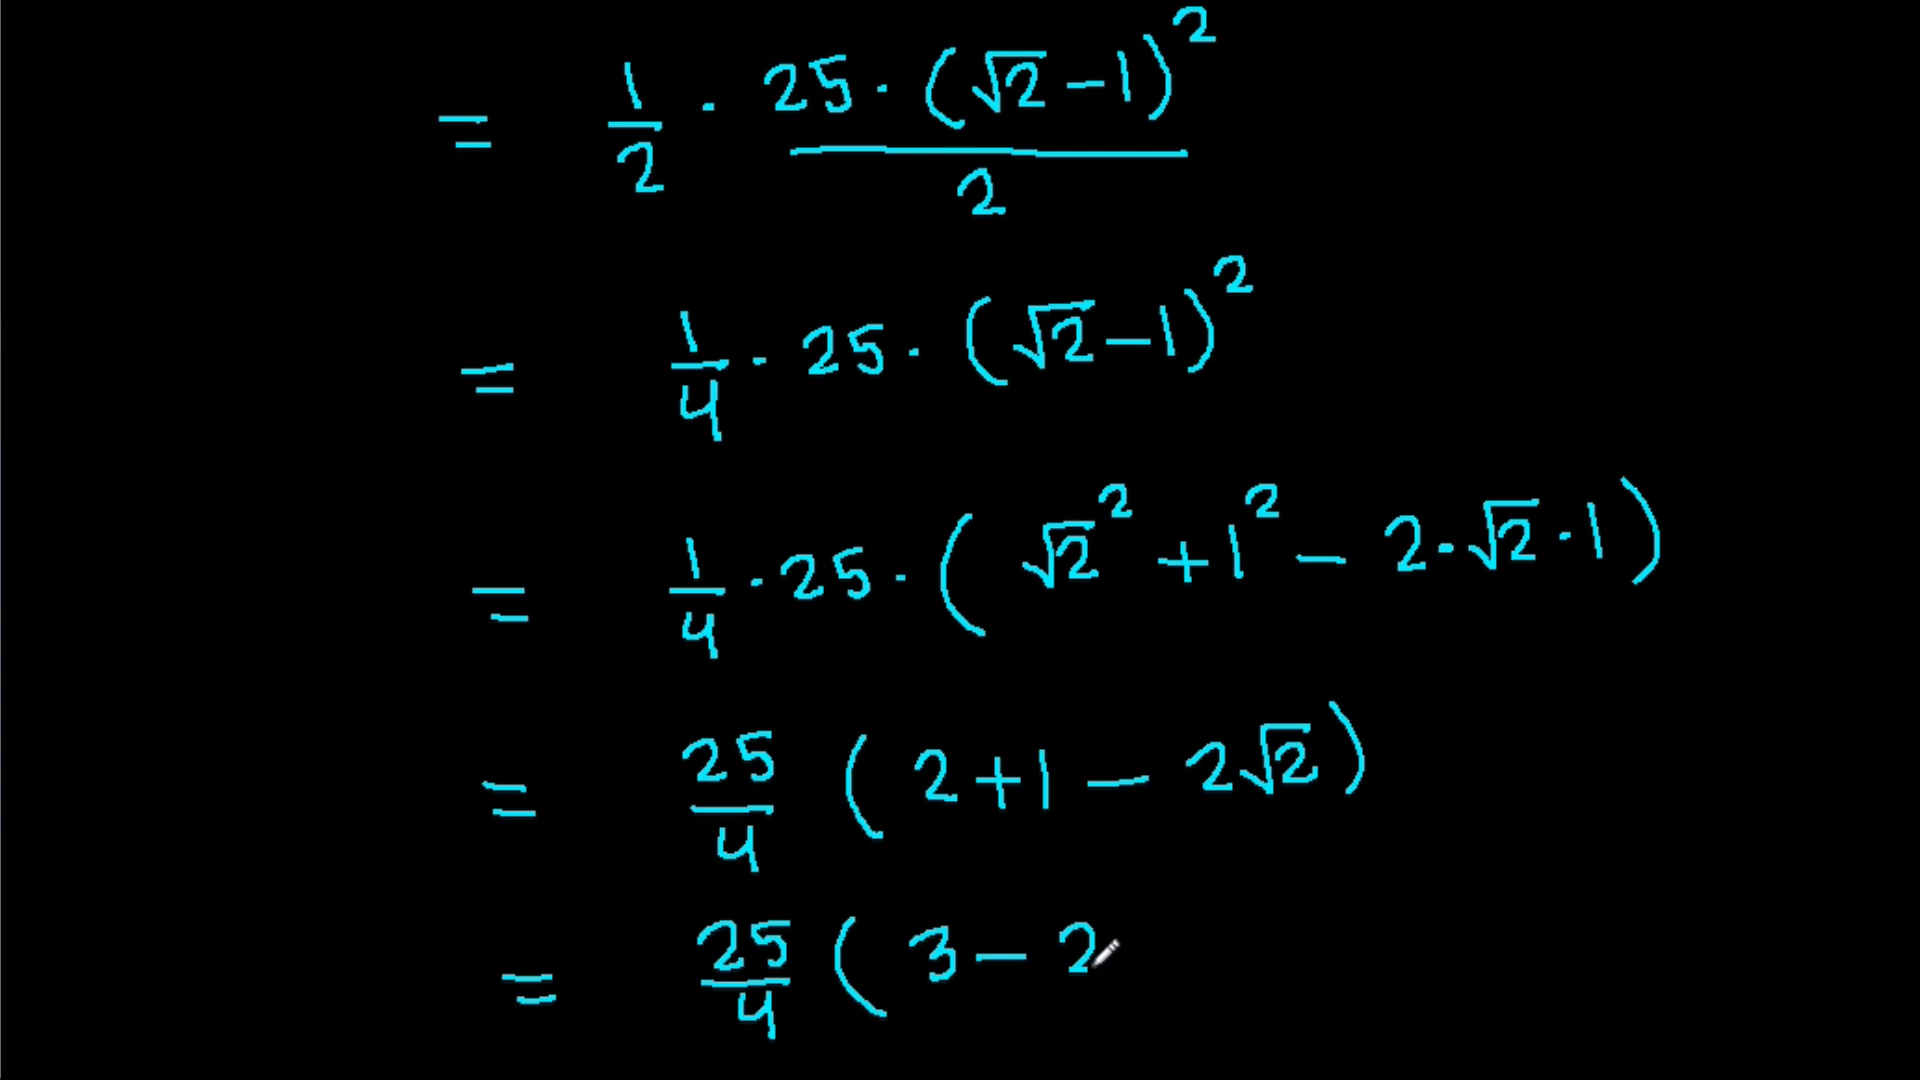 = 1/2 · 25 · (√2 − 1)² / 2
= 1/4 · 25 · (√2 − 1)²
= 1/4 · 25 · (√2² + 1² − 2 · √2 · 1)
= 25/4 (2 + 1 − 2√2)
= 25/4 (3 − 2